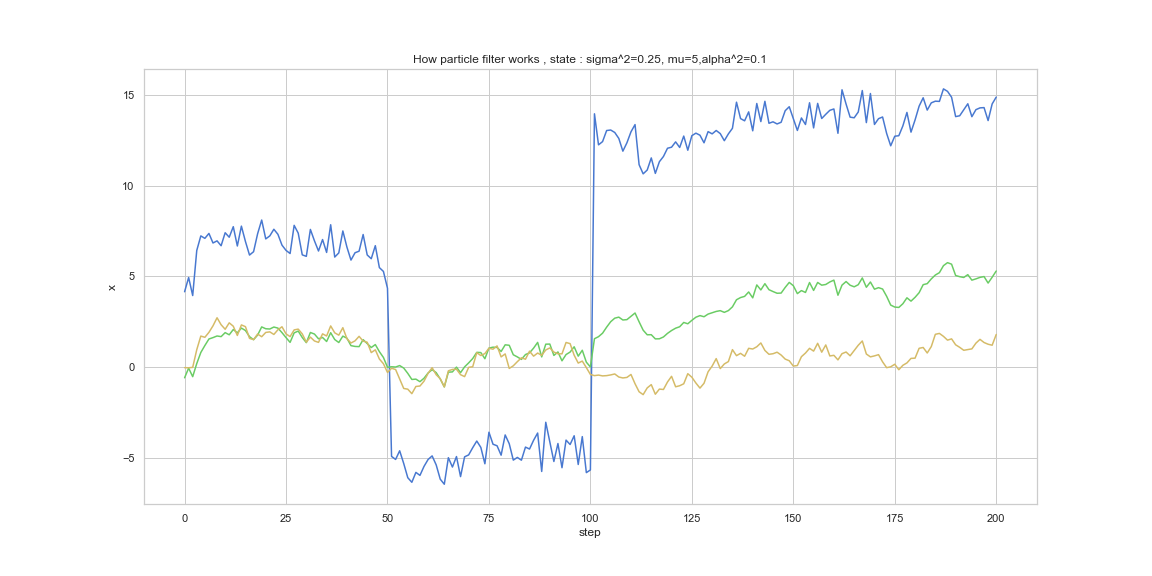 How particle filter works , state : sigma^2=0.25, mu=5,alpha^2=0.1
15
10
5
0
−5
x
0 25 50 75 100 125 150 175 200
step